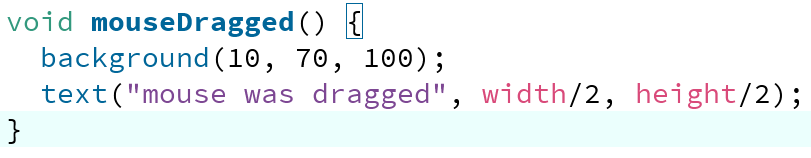 void mouseDragged() {
  background(10, 70, 100);
  text("mouse was dragged", width/2, height/2);
}